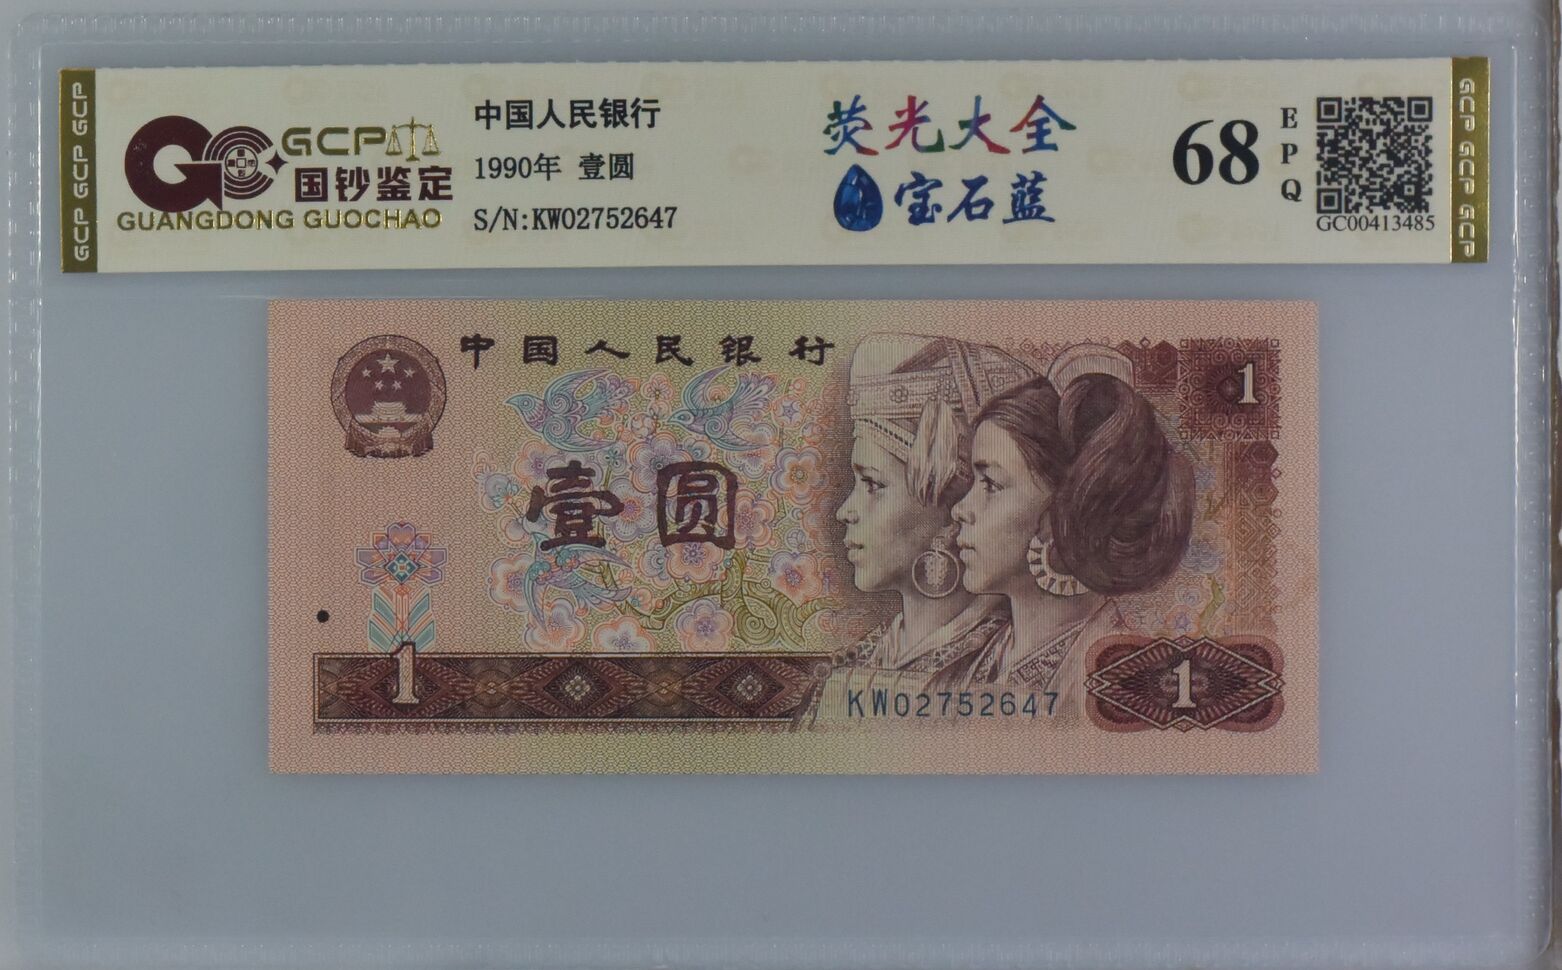 GCP GCP GCP
GCP
国钞鉴定
GUANGDONG GUOCHAO
中国人民银行
1990年 壹圆
S/N:KW02752647
荧光大全
宝石蓝
68
EPQ
GC00413485
GCP GCP GCP
中国人民银行
1
壹圆
1
KW02752647
1